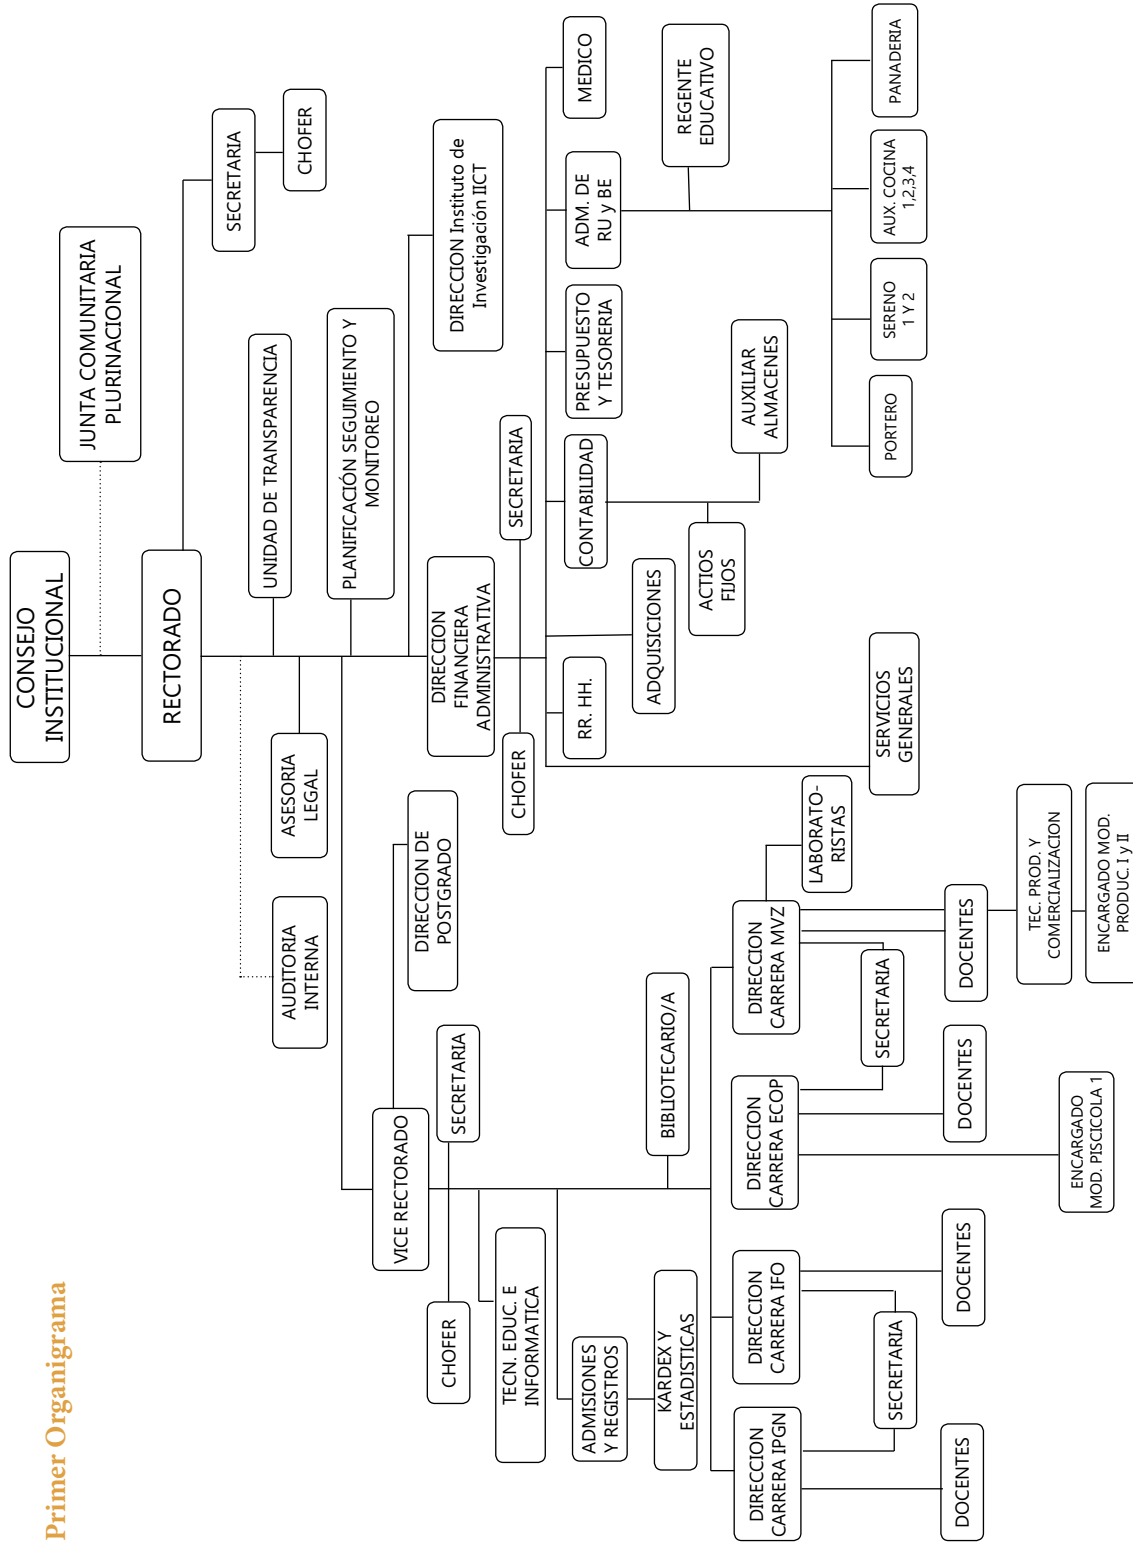 Primer Organigrama
CONSEJO
INSTITUCIONAL
JUNTA COMUNITARIA
PLURINACIONAL
RECTORADO
SECRETARIA
CHOFER
UNIDAD DE TRANSPARENCIA
ASESORIA
LEGAL
AUDITORIA
INTERNA
PLANIFICACIÓN SEGUIMIENTO Y
MONITOREO
DIRECCION Instituto de
Investigación IICT
VICE RECTORADO
DIRECCION DE
POSTGRADO
DIRECCION
FINANCIERA
ADMINISTRATIVA
CHOFER
SECRETARIA
TECN. EDUC. E
INFORMATICA
ADMISIONES
Y REGISTROS
KARDEX Y
ESTADISTICAS
BIBLIOTECARIO/A
CHOFER
SECRETARIA
RR. HH.
ADQUISICIONES
CONTABILIDAD
PRESUPUESTO
Y TESORERIA
ADM. DE
RU y BE
MEDICO
REGENTE
EDUCATIVO
ACTIOS
FIJOS
AUXILIAR
ALMACENES
SERVICIOS
GENERALES
PORTERO
SERENO
1 Y 2
AUX. COCINA
1,2,3,4
PANADERIA
DIRECCION
CARRERA IPGN
DIRECCION
CARRERA IFO
DIRECCION
CARRERA ECOP
DIRECCION
CARRERA MVZ
LABORATO-
RISTAS
SECRETARIA
SECRETARIA
DOCENTES
DOCENTES
DOCENTES
DOCENTES
ENCARGADO
MOD. PISCICOLA 1
TEC. PROD. Y
COMERCIALIZACION
ENCARGADO MOD.
PRODUC. I y II